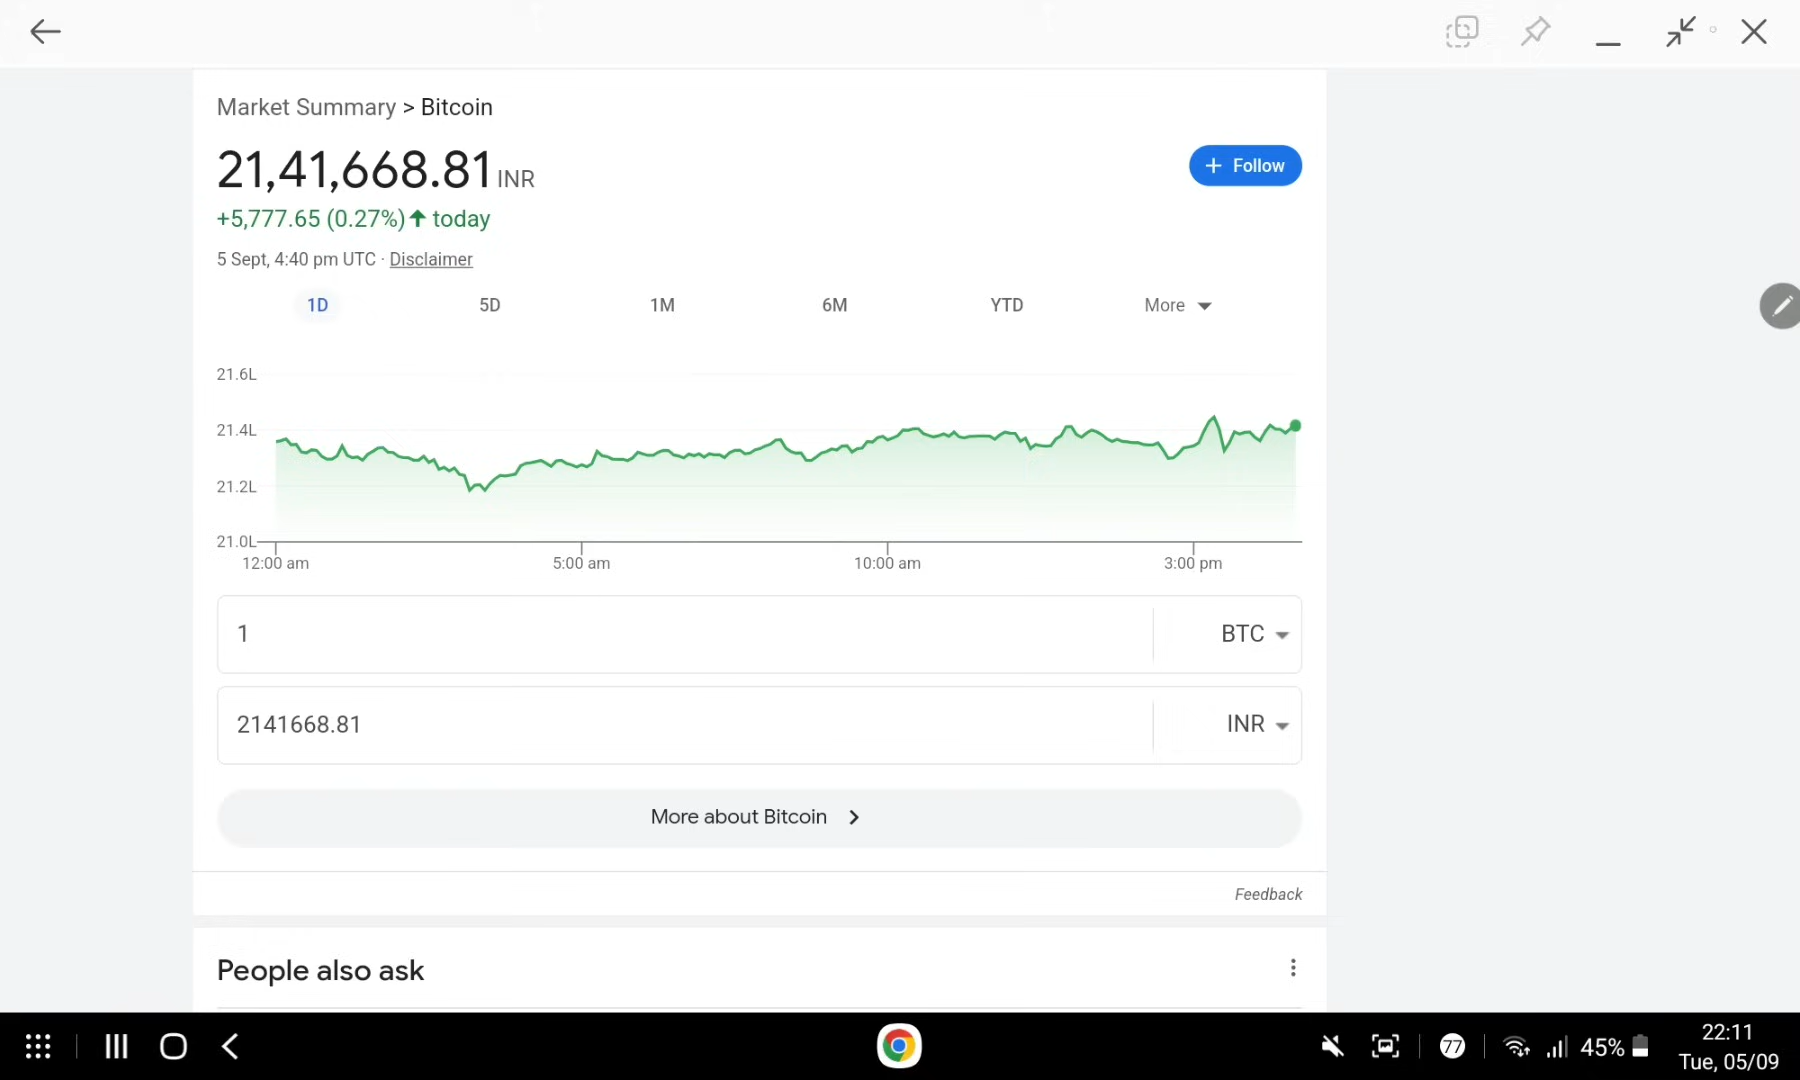 Market Summary > Bitcoin
21,41,668.81 INR
+ Follow
+5,777.65 (0.27%) ↑ today
5 Sept, 4:40 pm UTC · Disclaimer
1D 5D 1M 6M YTD More
21.6L
21.4L
21.2L
21.0L
12:00 am 5:00 am 10:00 am 3:00 pm
1 BTC
2141668.81 INR
More about Bitcoin >
Feedback
People also ask
77 45% 22:11
Tue, 05/09